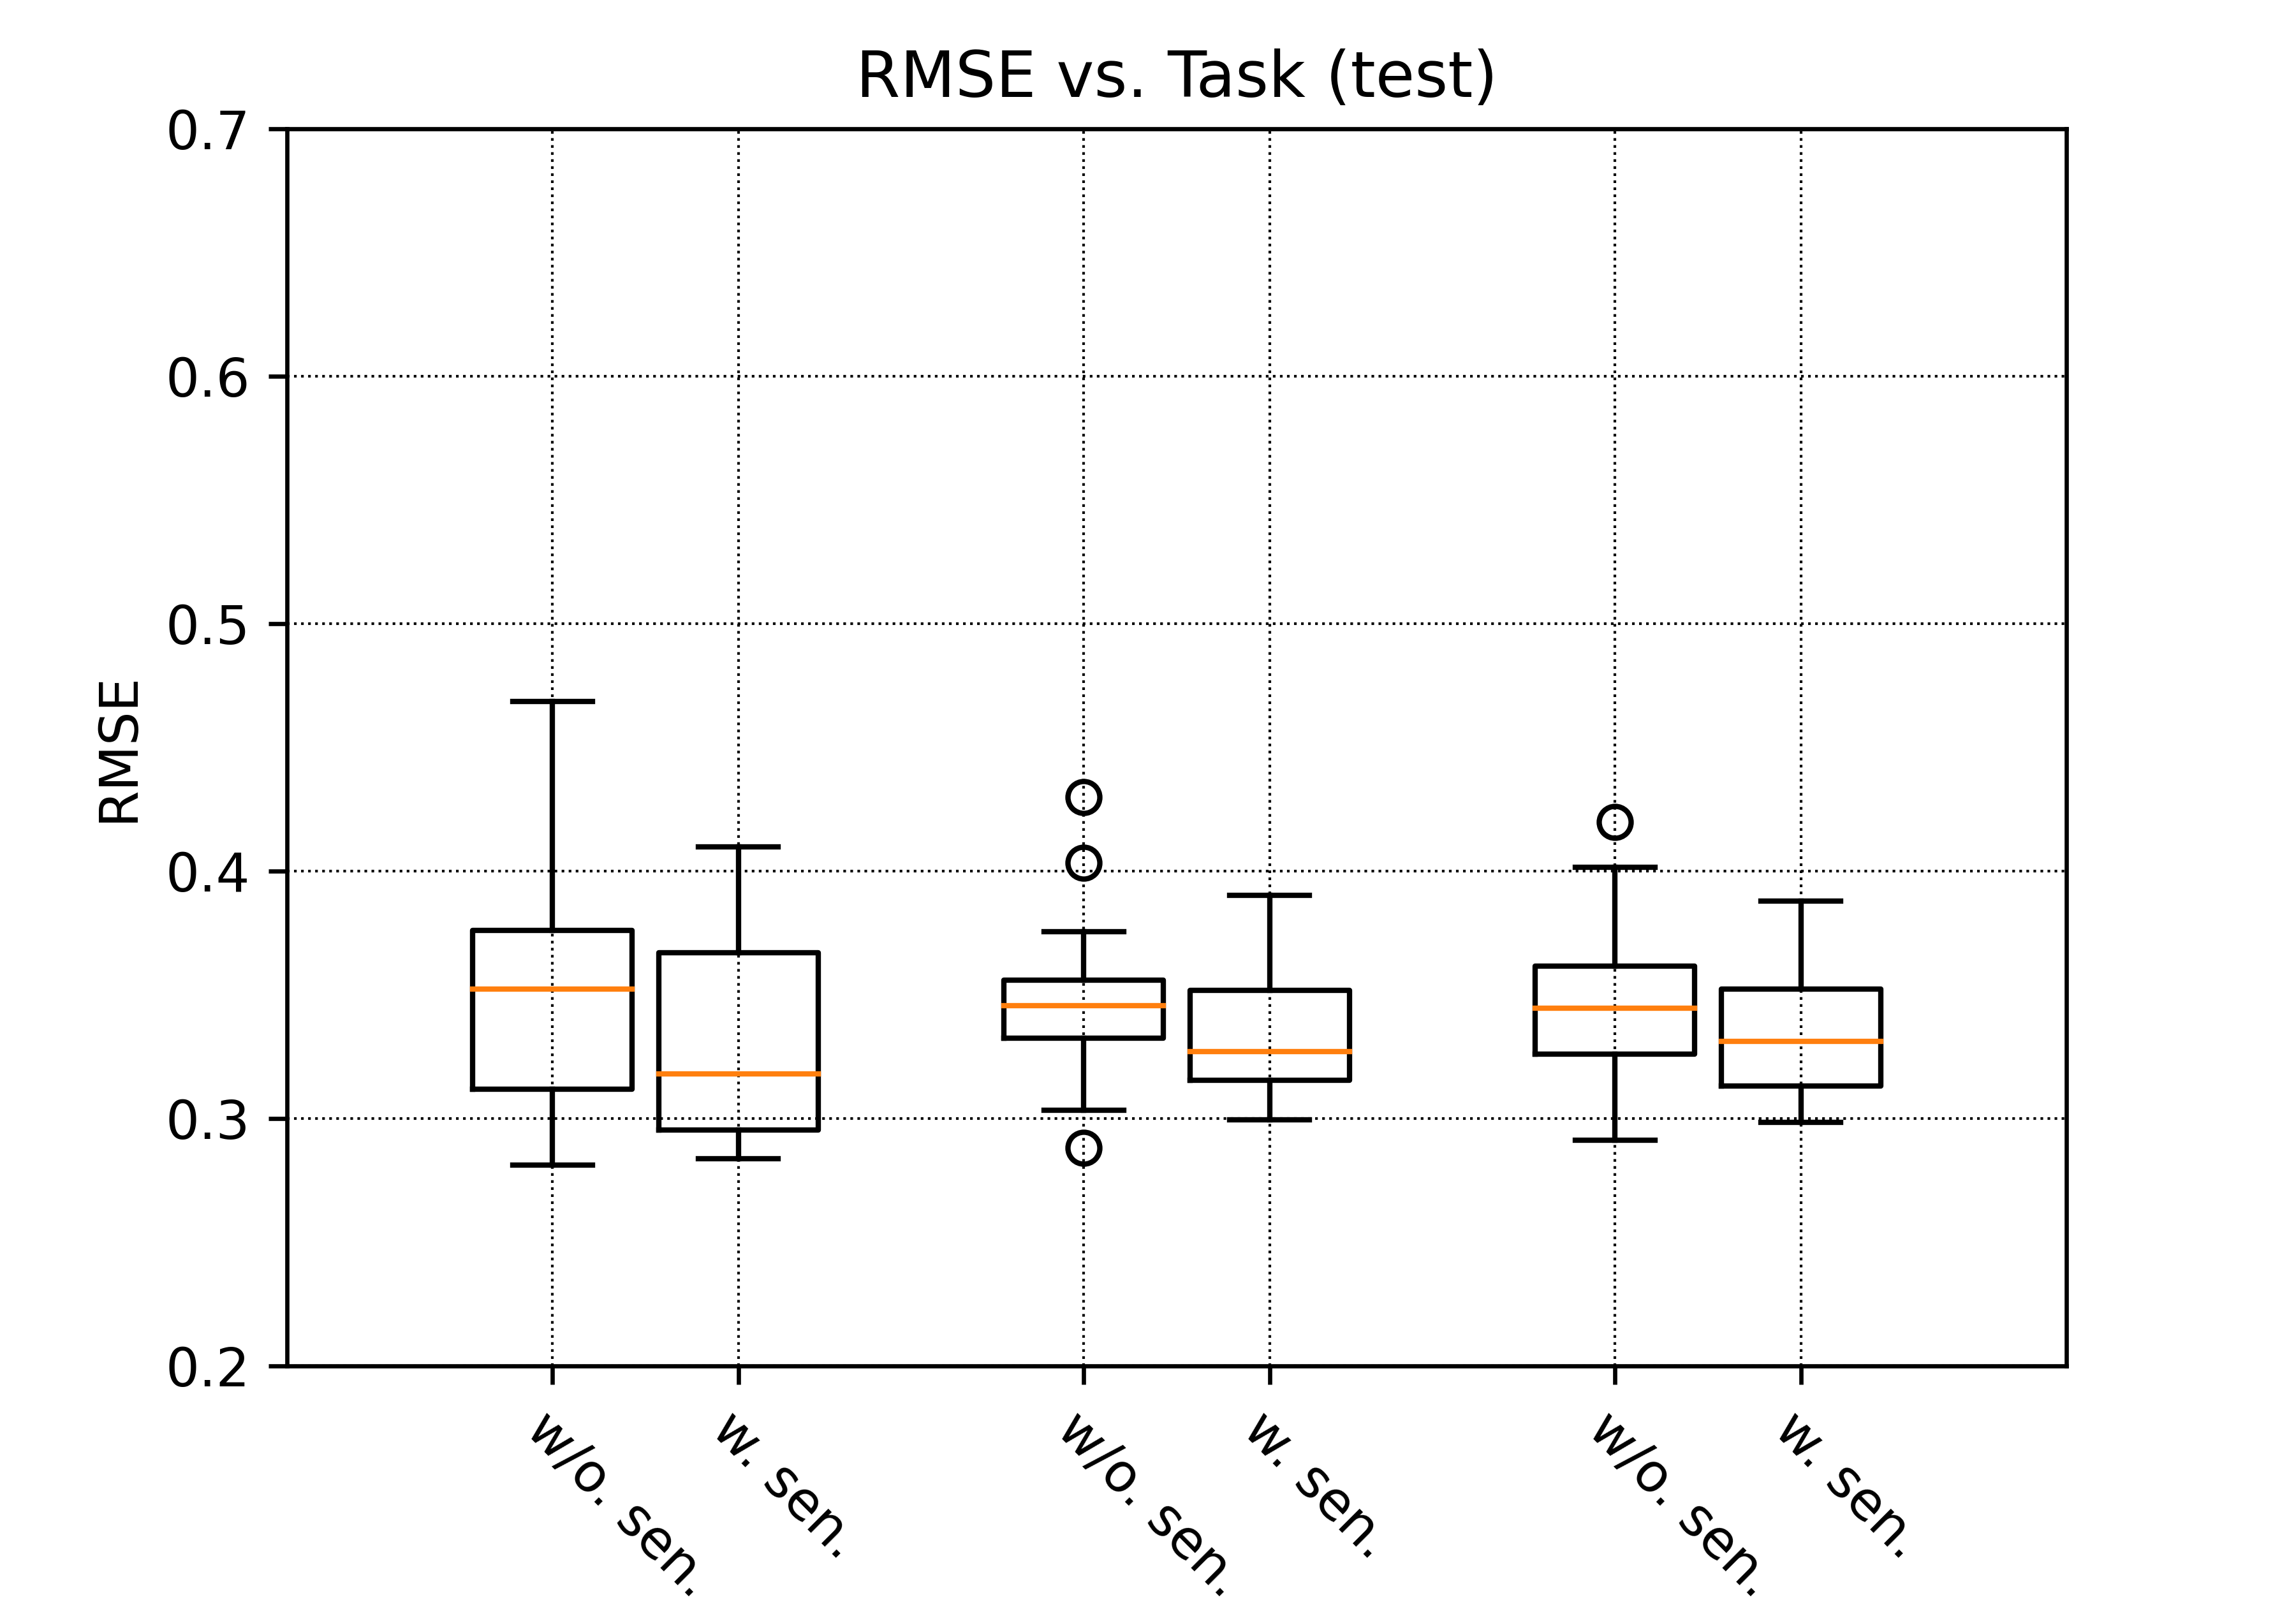 RMSE vs. Task (test)
0.7
0.6
0.5
0.4
0.3
0.2
RMSE
w/o. sen.
w. sen.
w/o. sen.
w. sen.
w/o. sen.
w. sen.